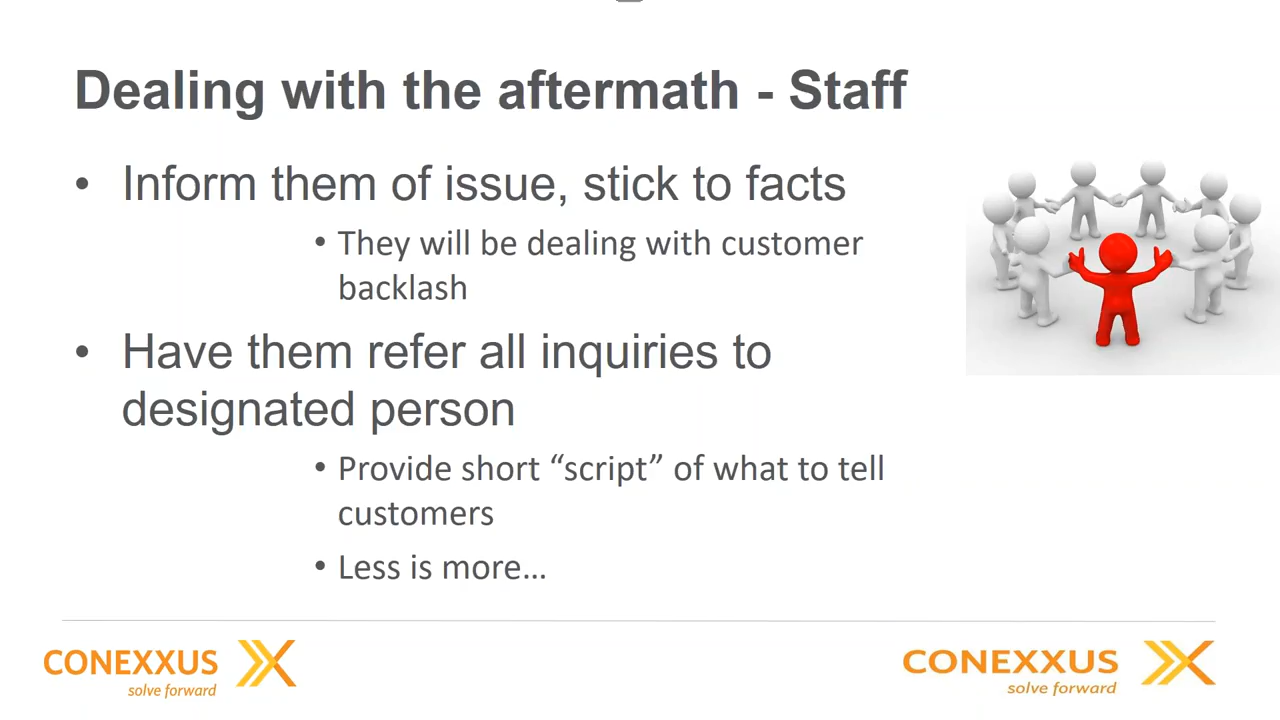 Dealing with the aftermath - Staff
• Inform them of issue, stick to facts
• They will be dealing with customer
backlash
• Have them refer all inquiries to
designated person
• Provide short “script” of what to tell
customers
• Less is more…
CONEXXUS
solve forward
CONEXXUS
solve forward